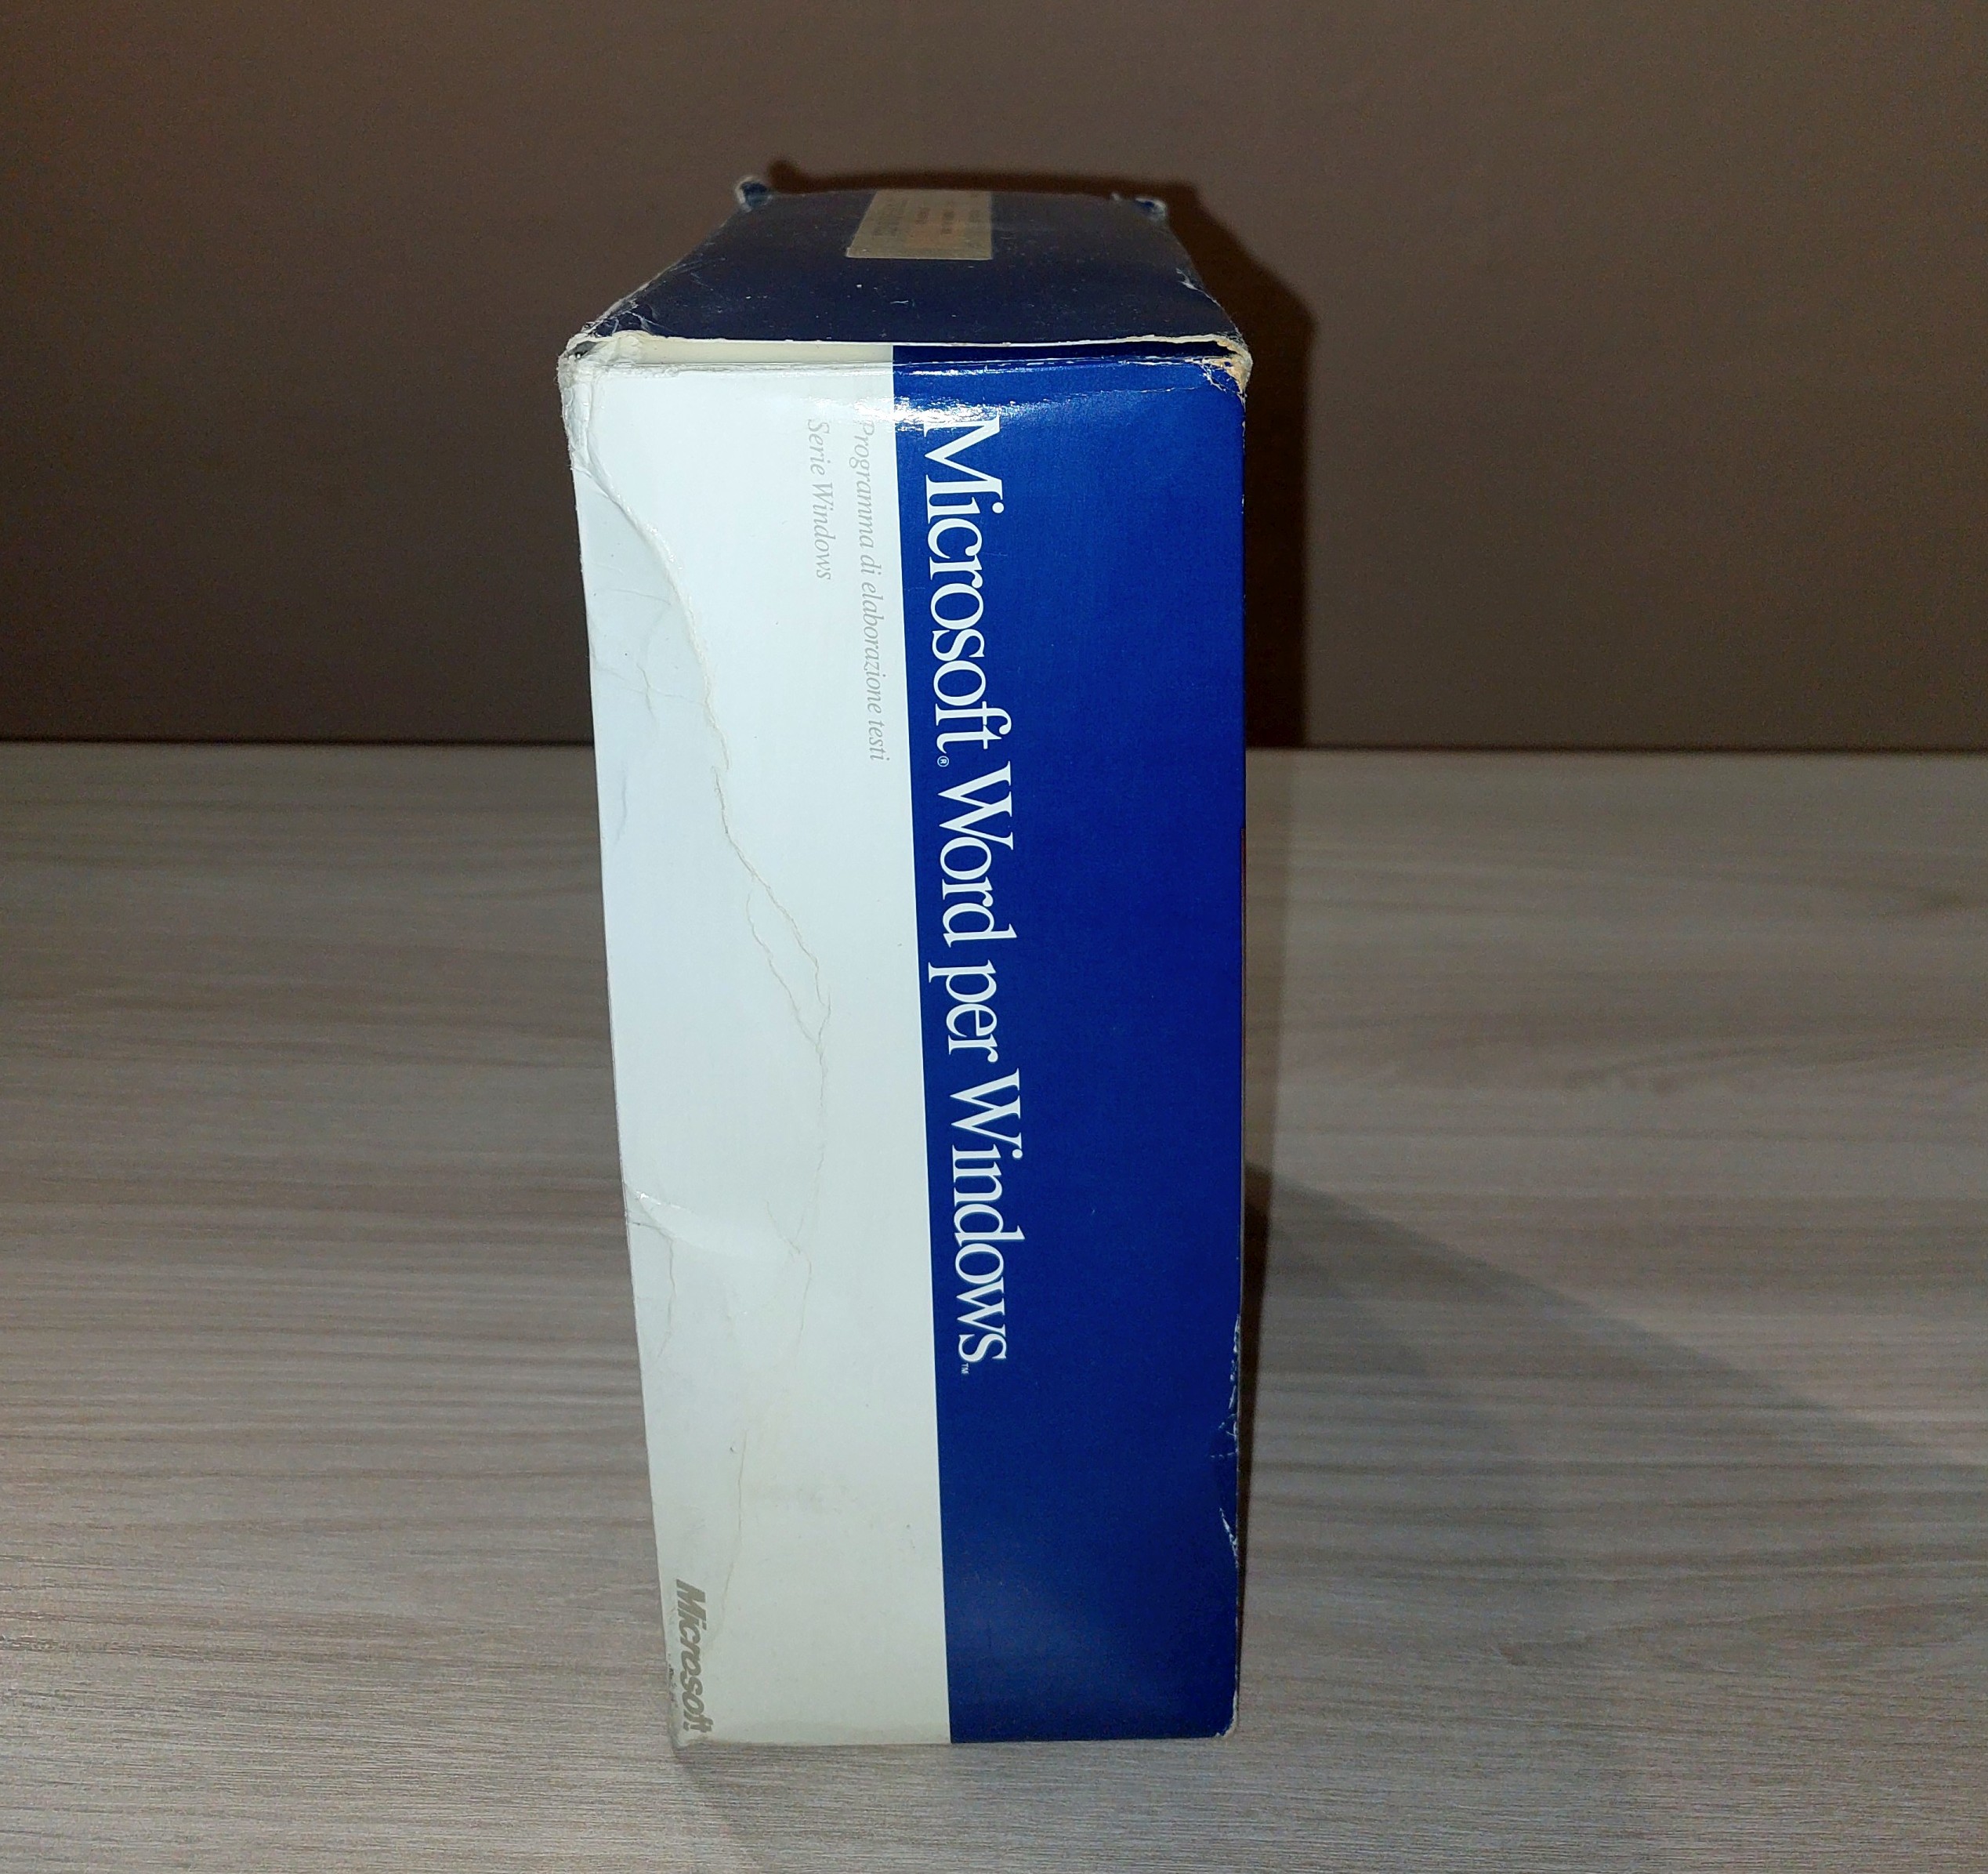 Microsoft® Word per Windows™
Programma di elaborazione testi
Serie Windows
Microsoft